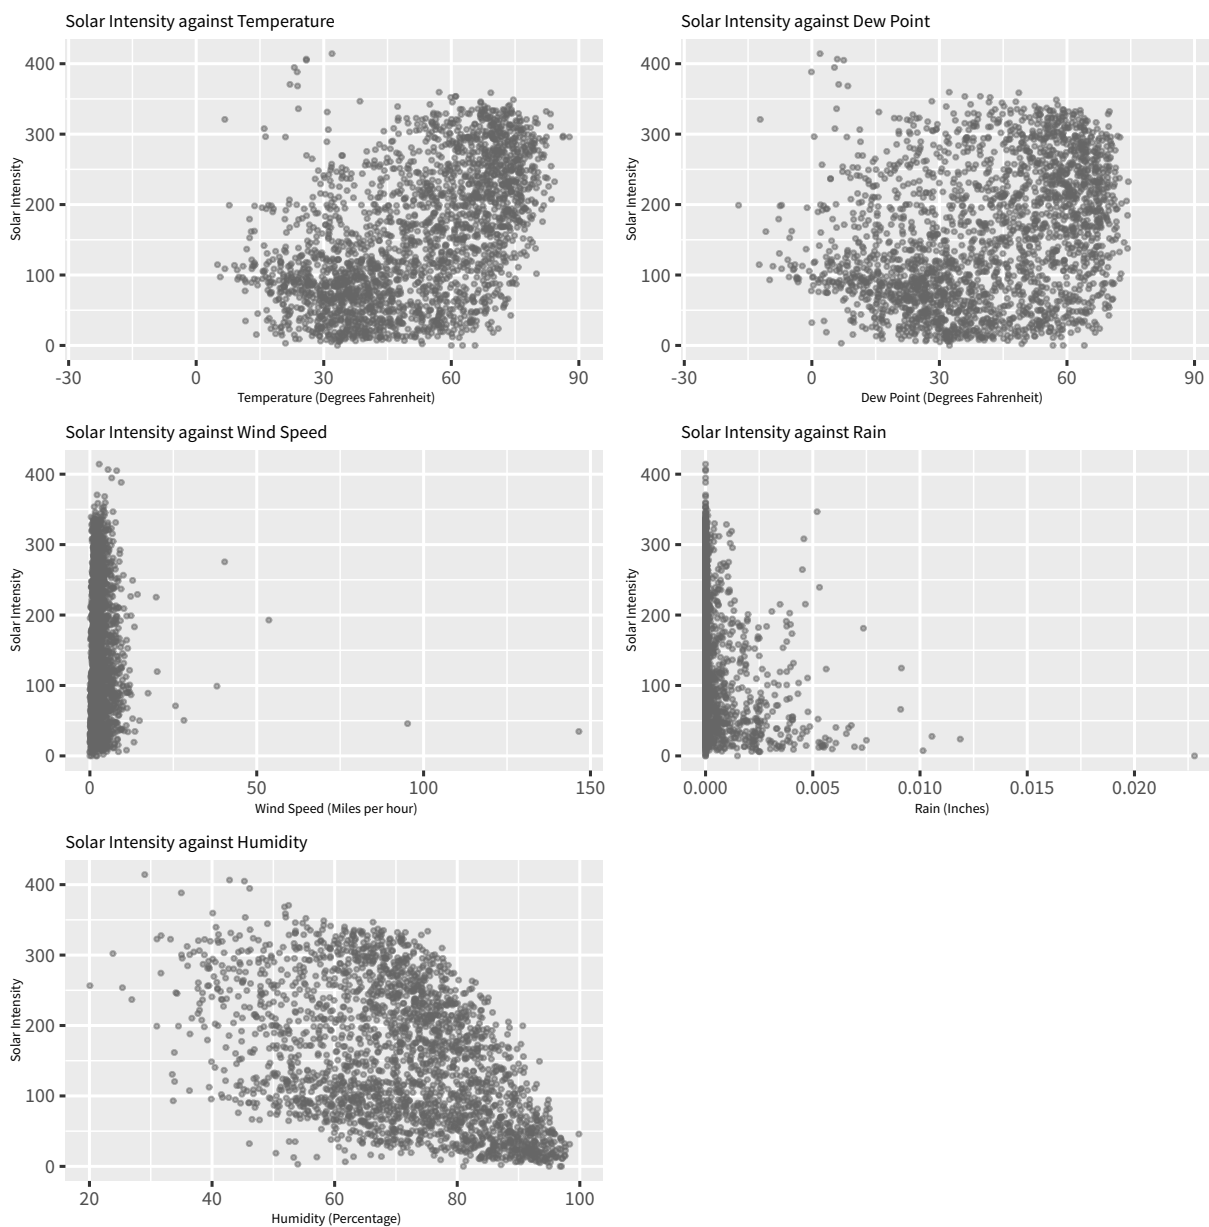 Solar Intensity against Temperature
Solar Intensity
400
300
200
100
0
-30 0 30 60 90
Temperature (Degrees Fahrenheit)
Solar Intensity against Dew Point
Solar Intensity
400
300
200
100
0
-30 0 30 60 90
Dew Point (Degrees Fahrenheit)
Solar Intensity against Wind Speed
Solar Intensity
400
300
200
100
0
0 50 100 150
Wind Speed (Miles per hour)
Solar Intensity against Rain
Solar Intensity
400
300
200
100
0
0.000 0.005 0.010 0.015 0.020
Rain (Inches)
Solar Intensity against Humidity
Solar Intensity
400
300
200
100
0
20 40 60 80 100
Humidity (Percentage)